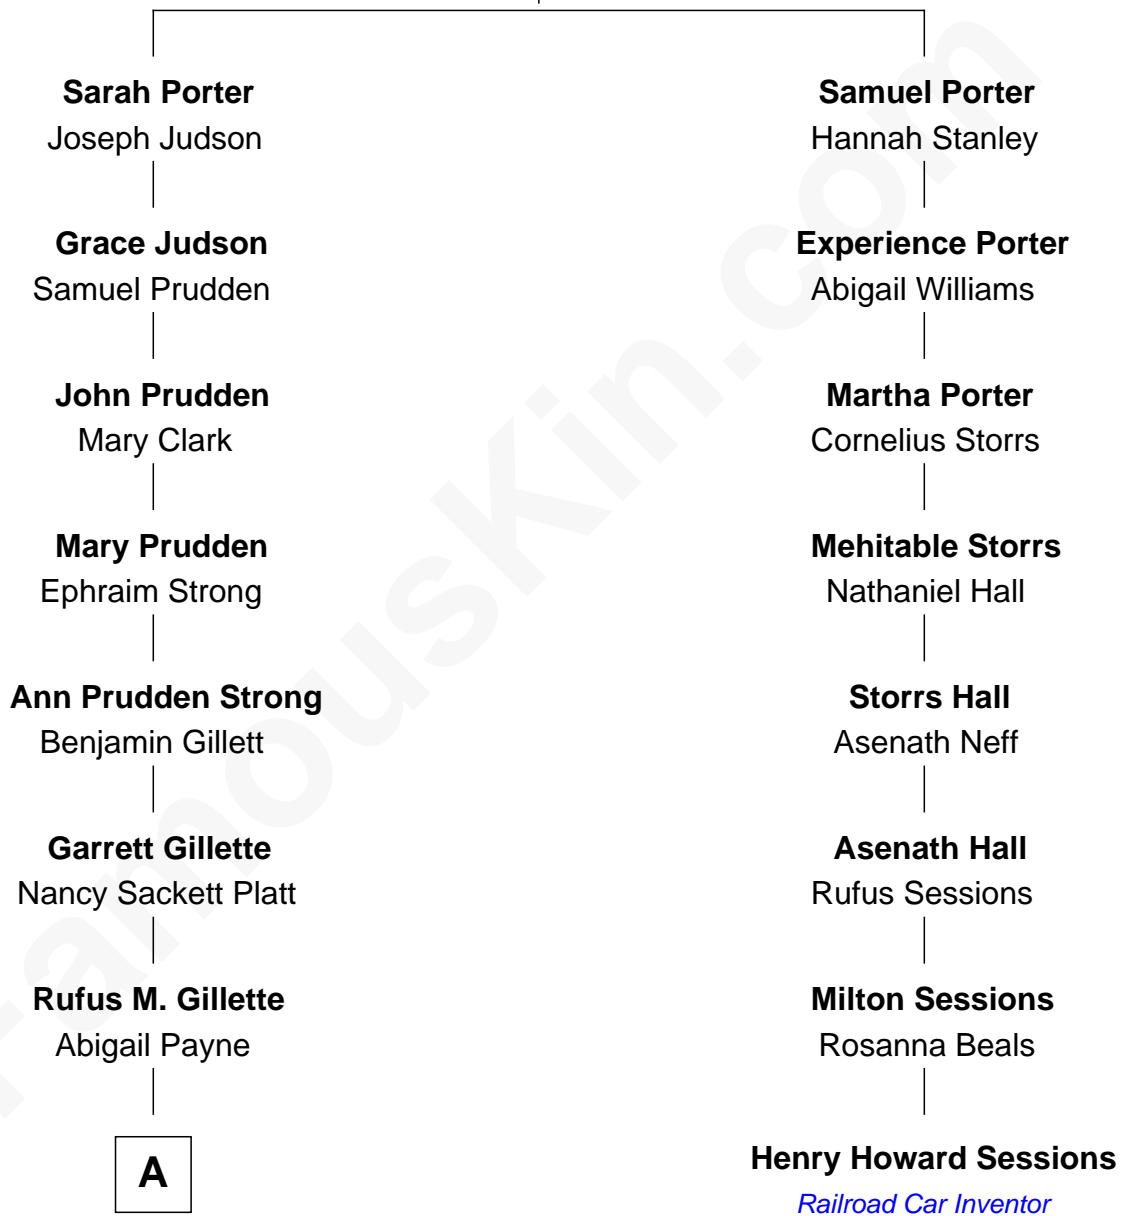 Sarah Porter
Joseph Judson
Grace Judson
Samuel Prudden
John Prudden
Mary Clark
Mary Prudden
Ephraim Strong
Ann Prudden Strong
Benjamin Gillett
Garrett Gillette
Nancy Sackett Platt
Rufus M. Gillette
Abigail Payne
A
Samuel Porter
Hannah Stanley
Experience Porter
Abigail Williams
Martha Porter
Cornelius Storrs
Mehitable Storrs
Nathaniel Hall
Storrs Hall
Asenath Neff
Asenath Hall
Rufus Sessions
Milton Sessions
Rosanna Beals
Henry Howard Sessions
Railroad Car Inventor
FamousKin.com